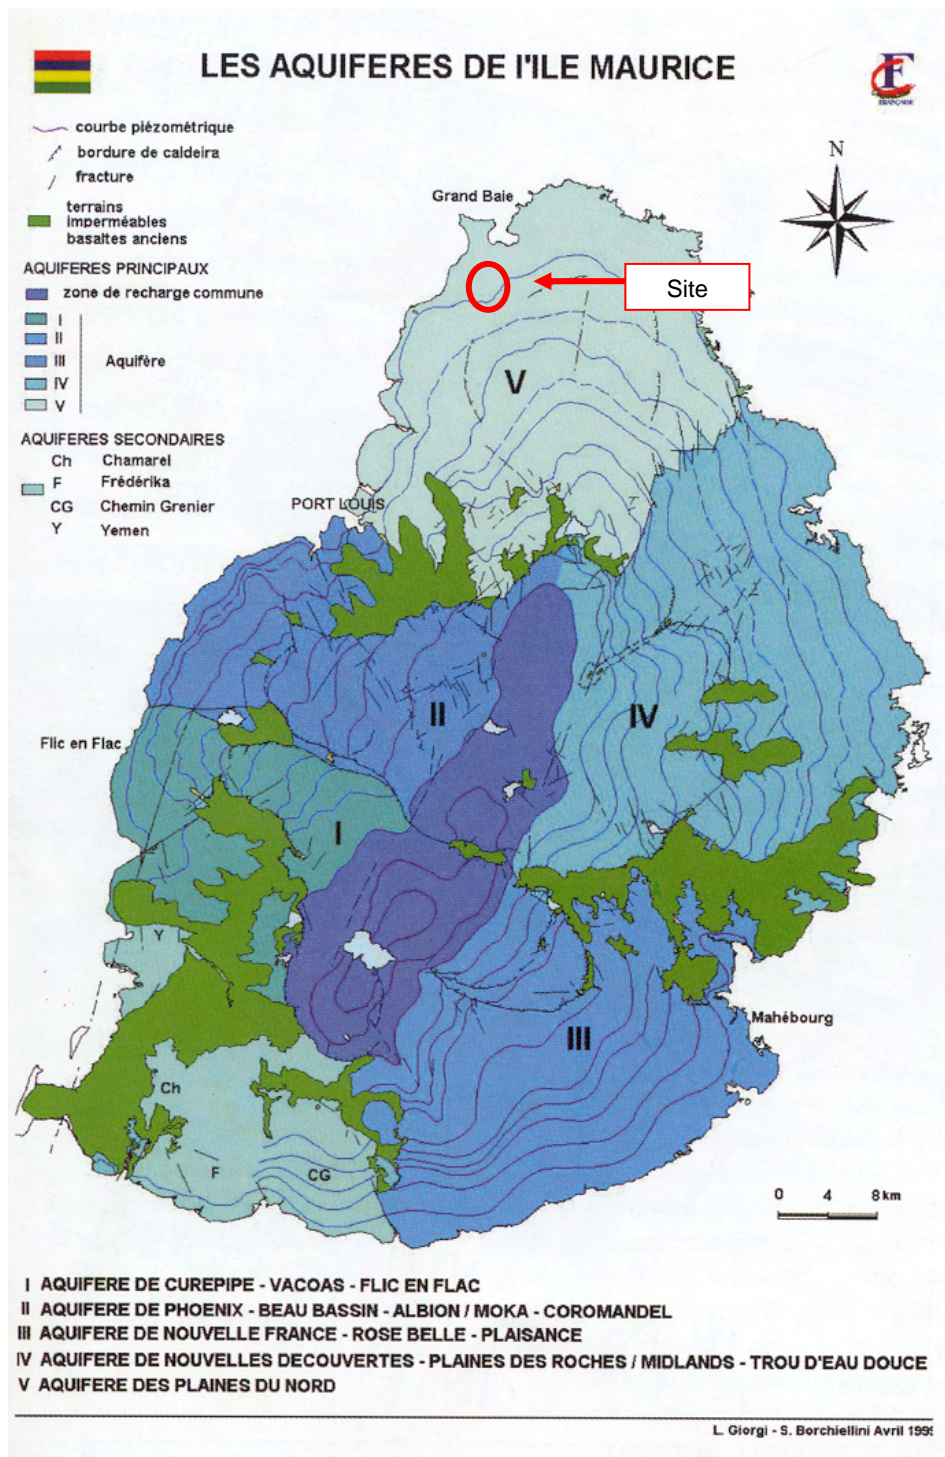 LES AQUIFERES DE l'ILE MAURICE
F
FRANÇAISE
courbe piézométrique
bordure de caldeira
fracture
terrains
imperméables
basaltes anciens
AQUIFERES PRINCIPAUX
zone de recharge commune
I
II
III
IV
V
Aquifère
AQUIFERES SECONDAIRES
Ch Chamarel
F Frédérika
CG Chemin Grenier
Y Yemen
N
Grand Baie
Site
V
PORT LOUIS
II
IV
Flic en Flac
I
Y
Mahébourg
III
Ch
F
CG
0 4 8 km
I AQUIFERE DE CUREPIPE - VACOAS - FLIC EN FLAC
II AQUIFERE DE PHOENIX - BEAU BASSIN - ALBION / MOKA - COROMANDEL
III AQUIFERE DE NOUVELLE FRANCE - ROSE BELLE - PLAISANCE
IV AQUIFERE DE NOUVELLES DECOUVERTES - PLAINES DES ROCHES / MIDLANDS - TROU D'EAU DOUCE
V AQUIFERE DES PLAINES DU NORD
L. Giorgi - S. Borchiellini Avril 199